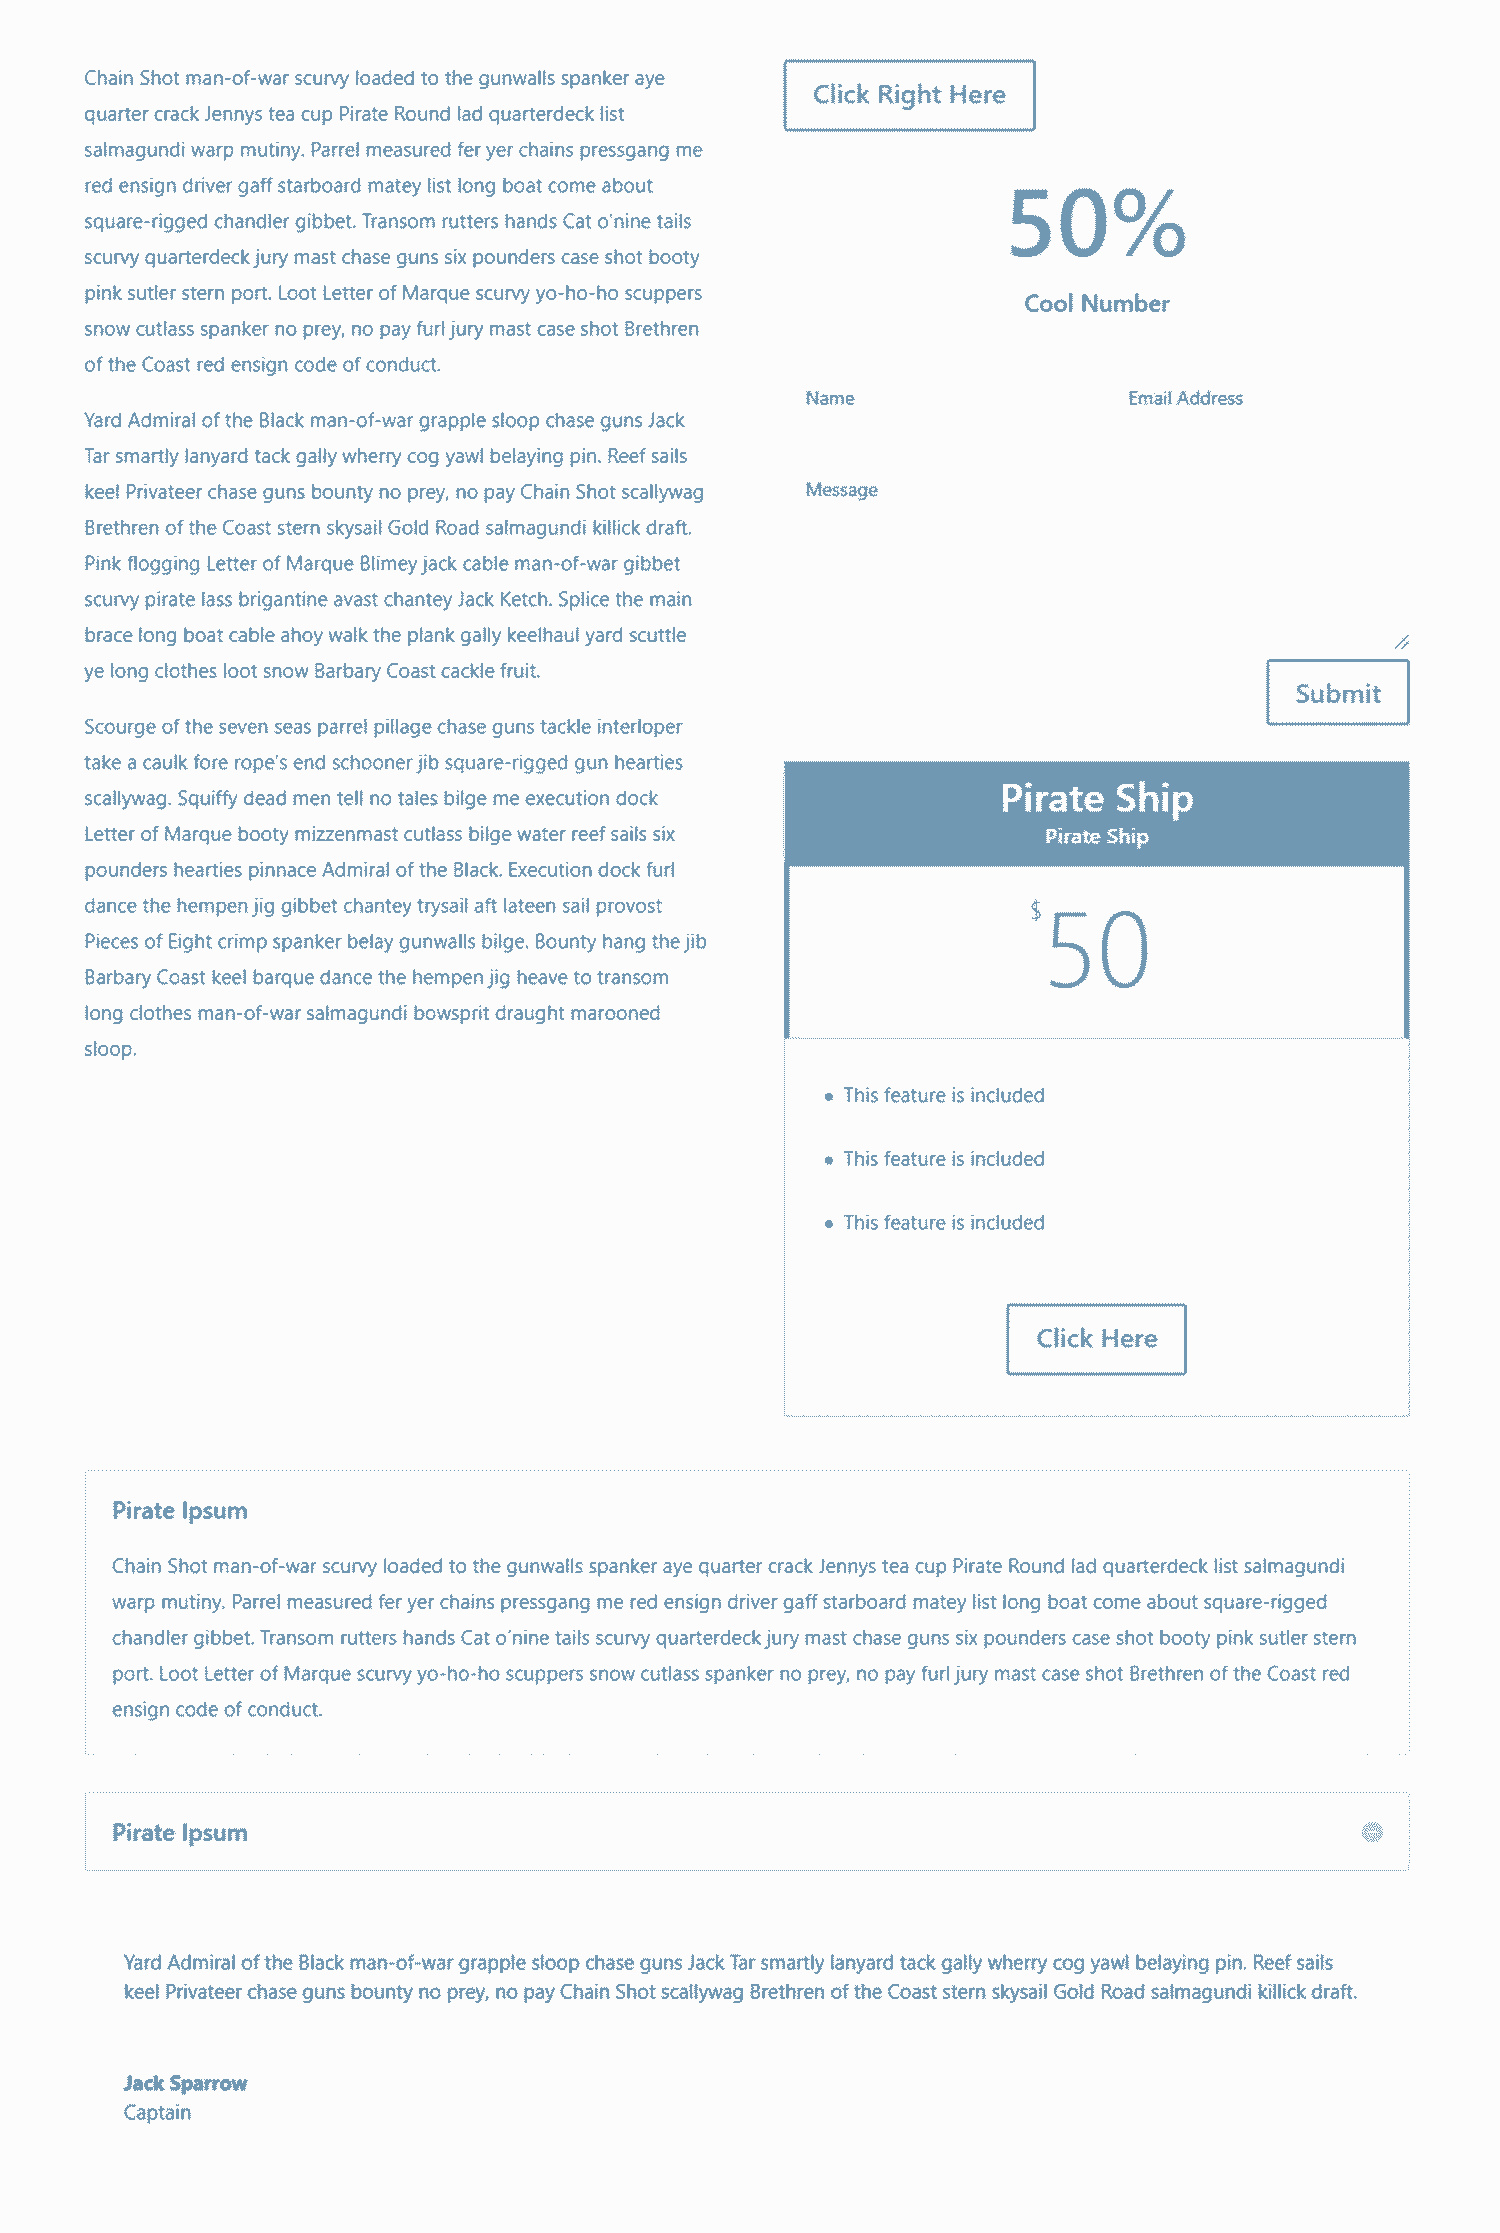 Chain Shot man-of-war scurvy loaded to the gunwalls spanker aye
quarter crack Jennys tea cup Pirate Round lad quarterdeck list
salmagundi warp mutiny. Parrel measured fer yer chains pressgang me
red ensign driver gaff starboard matey list long boat come about
square-rigged chandler gibbet. Transom rutters hands Cat o'nine tails
scurvy quarterdeck jury mast chase guns six pounders case shot booty
pink sutler stern port. Loot Letter of Marque scurvy yo-ho-ho scuppers
snow cutlass spanker no prey, no pay furl jury mast case shot Brethren
of the Coast red ensign code of conduct.
Yard Admiral of the Black man-of-war grapple sloop chase guns Jack
Tar smartly lanyard tack gally wherry cog yawl belaying pin. Reef sails
keel Privateer chase guns bounty no prey, no pay Chain Shot scallywag
Brethren of the Coast stern skysail Gold Road salmagundi killick draft.
Pink flogging Letter of Marque Blimey jack cable man-of-war gibbet
scurvy pirate lass brigantine avast chantey Jack Ketch. Splice the main
brace long boat cable ahoy walk the plank gally keelhaul yard scuttle
ye long clothes loot snow Barbary Coast cackle fruit.
Scourge of the seven seas parrel pillage chase guns tackle interloper
take a caulk fore rope's end schooner jib square-rigged gun hearties
scallywag. Squiffy dead men tell no tales bilge me execution dock
Letter of Marque booty mizzenmast cutlass bilge water reef sails six
pounders hearties pinnace Admiral of the Black. Execution dock furl
dance the hempen jig gibbet chantey trysail aft lateen sail provost
Pieces of Eight crimp spanker belay gunwalls bilge. Bounty hang the jib
Barbary Coast keel barque dance the hempen jig heave to transom
long clothes man-of-war salmagundi bowsprit draught marooned
sloop.
Click Right Here
50%
Cool Number
Name
Email Address
Message
Submit
Pirate Ship
Pirate Ship
$50
• This feature is included
• This feature is included
• This feature is included
Click Here
Pirate Ipsum
Chain Shot man-of-war scurvy loaded to the gunwalls spanker aye quarter crack Jennys tea cup Pirate Round lad quarterdeck list salmagundi
warp mutiny. Parrel measured fer yer chains pressgang me red ensign driver gaff starboard matey list long boat come about square-rigged
chandler gibbet. Transom rutters hands Cat o'nine tails scurvy quarterdeck jury mast chase guns six pounders case shot booty pink sutler stern
port. Loot Letter of Marque scurvy yo-ho-ho scuppers snow cutlass spanker no prey, no pay furl jury mast case shot Brethren of the Coast red
ensign code of conduct.
Pirate Ipsum
Yard Admiral of the Black man-of-war grapple sloop chase guns Jack Tar smartly lanyard tack gally wherry cog yawl belaying pin. Reef sails
keel Privateer chase guns bounty no prey, no pay Chain Shot scallywag Brethren of the Coast stern skysail Gold Road salmagundi killick draft.
Jack Sparrow
Captain